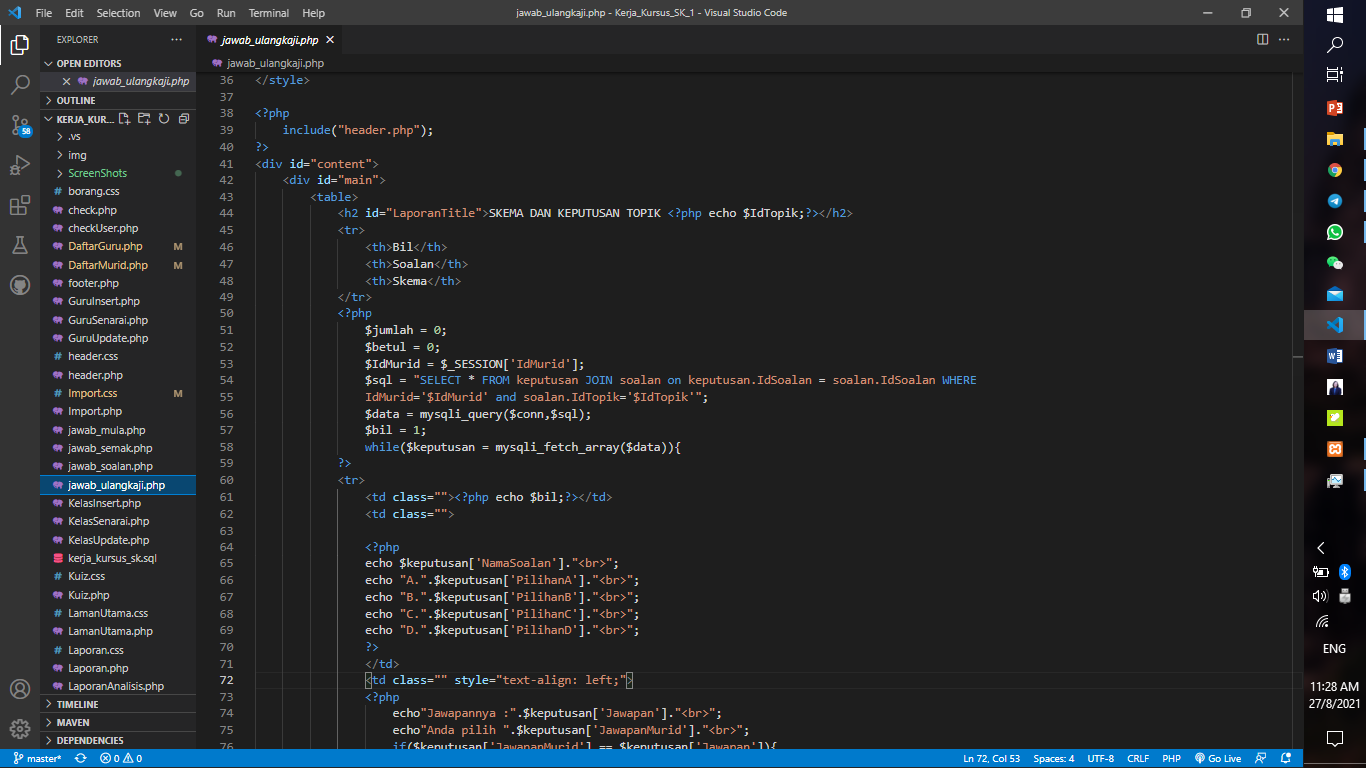 File Edit Selection View Go Run Terminal Help
jawab_ulangkaji.php - Kerja_Kursus_SK_1 - Visual Studio Code
EXPLORER
OPEN EDITORS
jawab_ulangkaji.php
OUTLINE
KERJA_KUR...
.vs
img
ScreenShots
borang.css
check.php
checkUser.php
DaftarGuru.php M
DaftarMurid.php M
footer.php
GuruInsert.php
GuruSenarai.php
GuruUpdate.php
header.css
header.php
Import.css M
Import.php
jawab_mula.php
jawab_semak.php
jawab_soalan.php
jawab_ulangkaji.php
KelasInsert.php
KelasSenarai.php
KelasUpdate.php
kerja_kursus_sk.sql
Kuiz.css
Kuiz.php
LamanUtama.css
LamanUtama.php
Laporan.css
Laporan.php
LaporanAnalisis.php
TIMELINE
MAVEN
DEPENDENCIES
58
jawab_ulangkaji.php
jawab_ulangkaji.php
36 </style>
37
38 <?php
39 include("header.php");
40 ?>
41 <div id="content">
42 <div id="main">
43 <table>
44 <h2 id="LaporanTitle">SKEMA DAN KEPUTUSAN TOPIK <?php echo $IdTopik;?></h2>
45 <tr>
46 <th>Bil</th>
47 <th>Soalan</th>
48 <th>Skema</th>
49 </tr>
50 <?php
51 $jumlah = 0;
52 $betul = 0;
53 $IdMurid = $_SESSION['IdMurid'];
54 $sql = "SELECT * FROM keputusan JOIN soalan on keputusan.IdSoalan = soalan.IdSoalan WHERE
55 IdMurid='$IdMurid' and soalan.IdTopik='$IdTopik'";
56 $data = mysqli_query($conn,$sql);
57 $bil = 1;
58 while($keputusan = mysqli_fetch_array($data)){
59 ?>
60 <tr>
61 <td class=""><?php echo $bil;?></td>
62 <td class="">
63
64 <?php
65 echo $keputusan['NamaSoalan']."<br>";
66 echo "A.".$keputusan['PilihanA']."<br>";
67 echo "B.".$keputusan['PilihanB']."<br>";
68 echo "C.".$keputusan['PilihanC']."<br>";
69 echo "D.".$keputusan['PilihanD']."<br>";
70 ?>
71 </td>
72 <td class="" style="text-align: left;">
73 <?php
74 echo"Jawapannya :".$keputusan['Jawapan']."<br>";
75 echo"Anda pilih ".$keputusan['JawapanMurid']."<br>";
76 if($keputusan['JawapanMurid'] == $keputusan['Jawapan']){
master* 0 0
Ln 72, Col 53 Spaces: 4 UTF-8 CRLF PHP Go Live
ENG
11:28 AM
27/8/2021